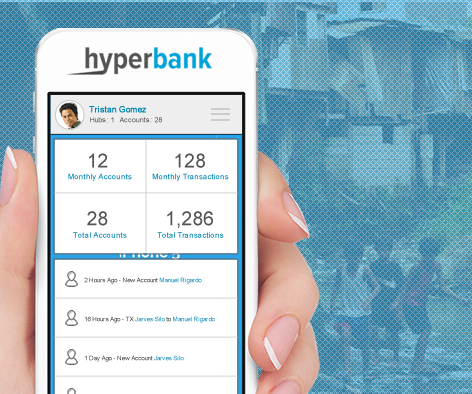 hyperbank
Tristan Gomez
Hubs: 1 Accounts: 28
12
Monthly Accounts
128
Monthly Transactions
28
Total Accounts
1,286
Total Transactions
iPhone 5
2 Hours Ago - New Account Manuel Rigardo
16 Hours Ago - TX Jarves Silo to Manuel Rigardo
1 Day Ago - New Account Jarves Silo